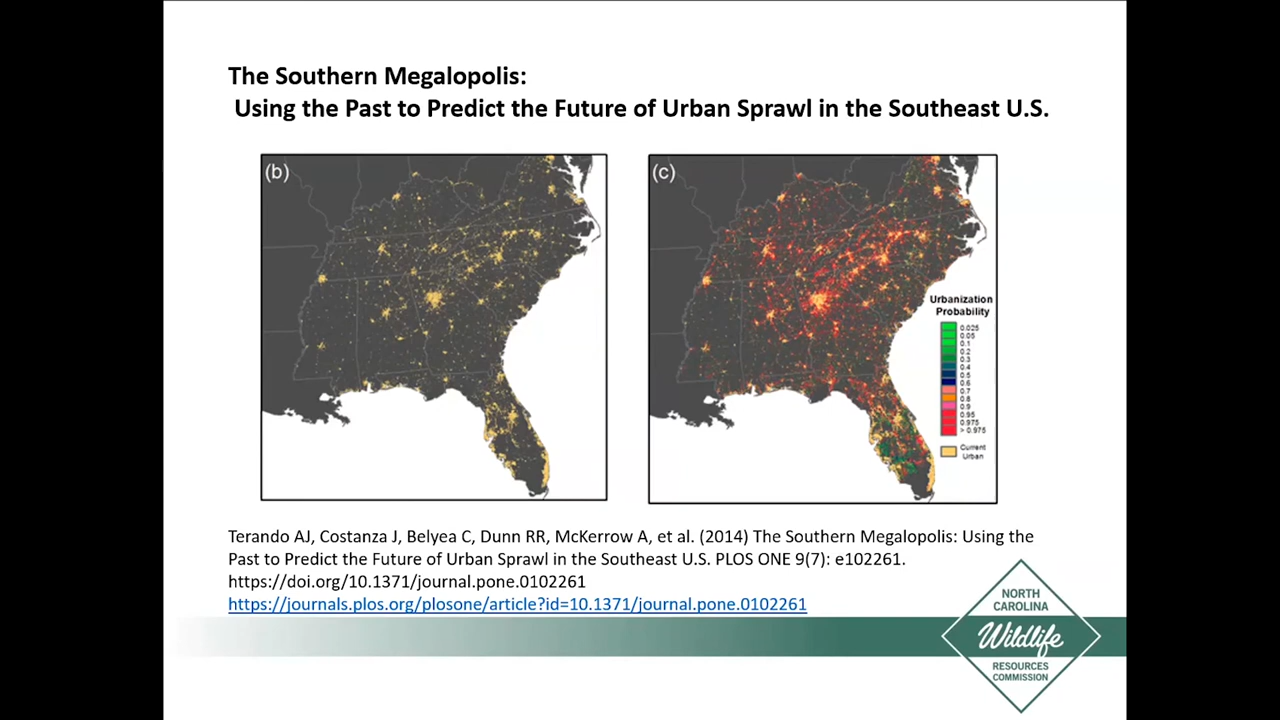 The Southern Megalopolis:
Using the Past to Predict the Future of Urban Sprawl in the Southeast U.S.
(b)
(c)
Urbanization
Probability
0.025
0.05
0.1
0.2
0.3
0.4
0.5
0.6
0.7
0.8
0.9
0.95
0.975
> 0.975
Current
Urban
Terando AJ, Costanza J, Belyea C, Dunn RR, McKerrow A, et al. (2014) The Southern Megalopolis: Using the
Past to Predict the Future of Urban Sprawl in the Southeast U.S. PLOS ONE 9(7): e102261.
https://doi.org/10.1371/journal.pone.0102261
https://journals.plos.org/plosone/article?id=10.1371/journal.pone.0102261
NORTH
CAROLINA
Wildlife
RESOURCES
COMMISSION